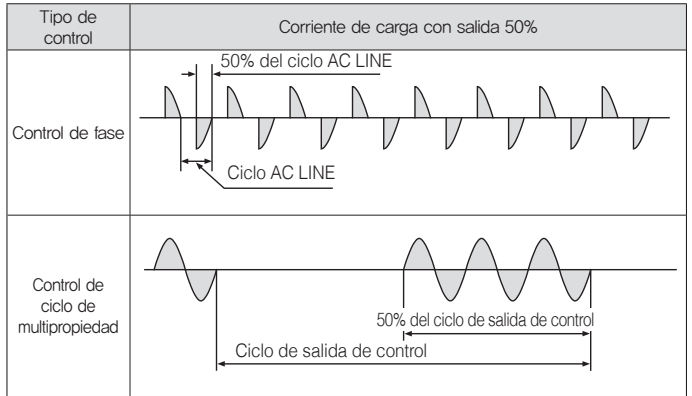 Tipo de
control
Corriente de carga con salida 50%
Control de fase
50% del ciclo AC LINE
Ciclo AC LINE
Control de
ciclo de
multipropiedad
50% del ciclo de salida de control
Ciclo de salida de control